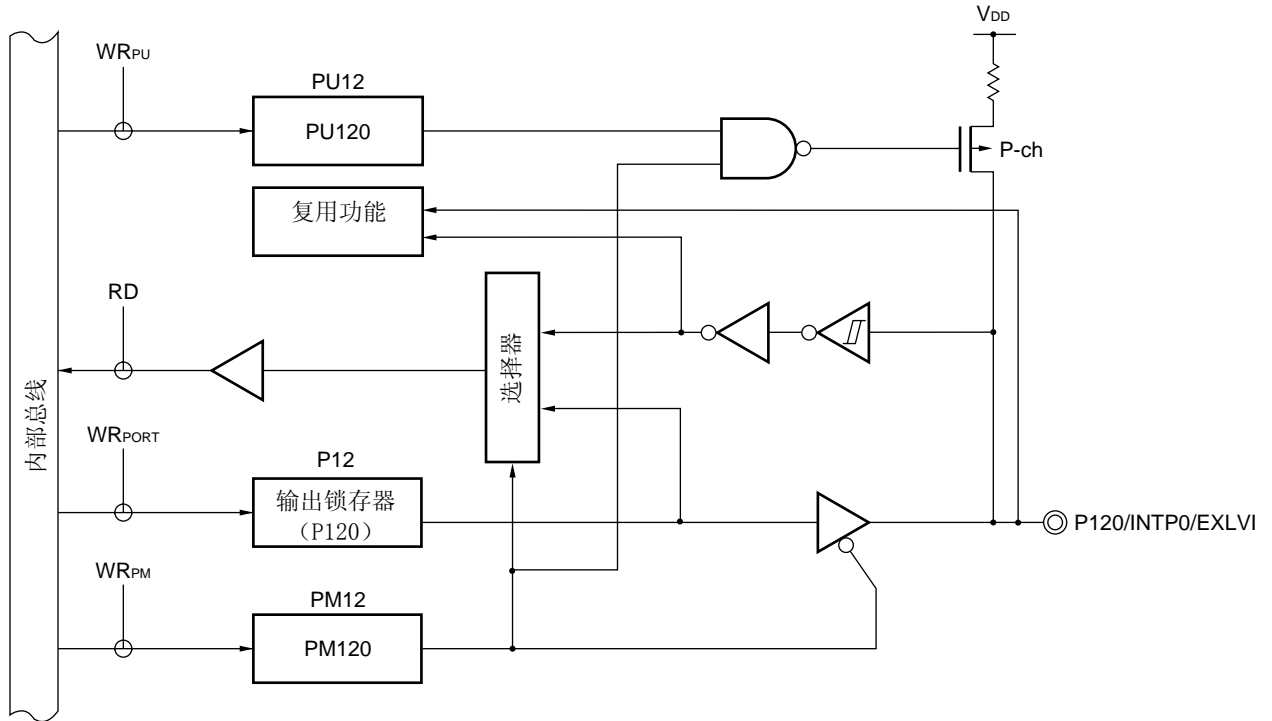 VDD
WRPU
PU12
PU120
P-ch
复用功能
RD
选择器
内部总线
WRPORT
P12
输出锁存器
（P120）
P120/INTP0/EXLVI
WRPM
PM12
PM120